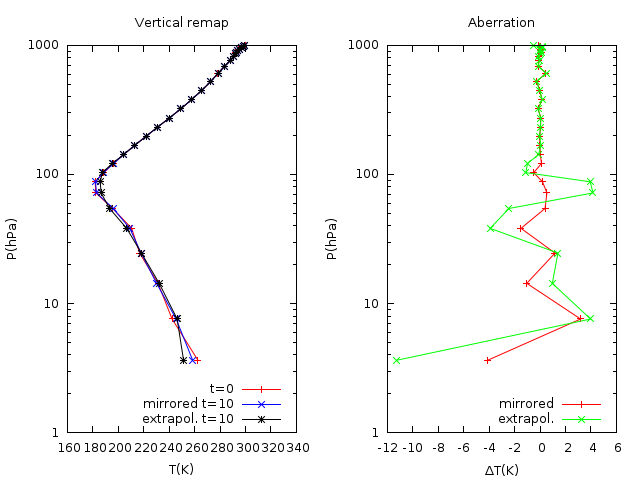 Vertical remap
1000
100
10
1
P(hPa)
t=0
mirrored t=10
extrapol. t=10
160 180 200 220 240 260 280 300 320 340
T(K)
Aberration
1000
100
10
1
P(hPa)
mirrored
extrapol.
-12 -10 -8 -6 -4 -2 0 2 4 6
ΔT(K)